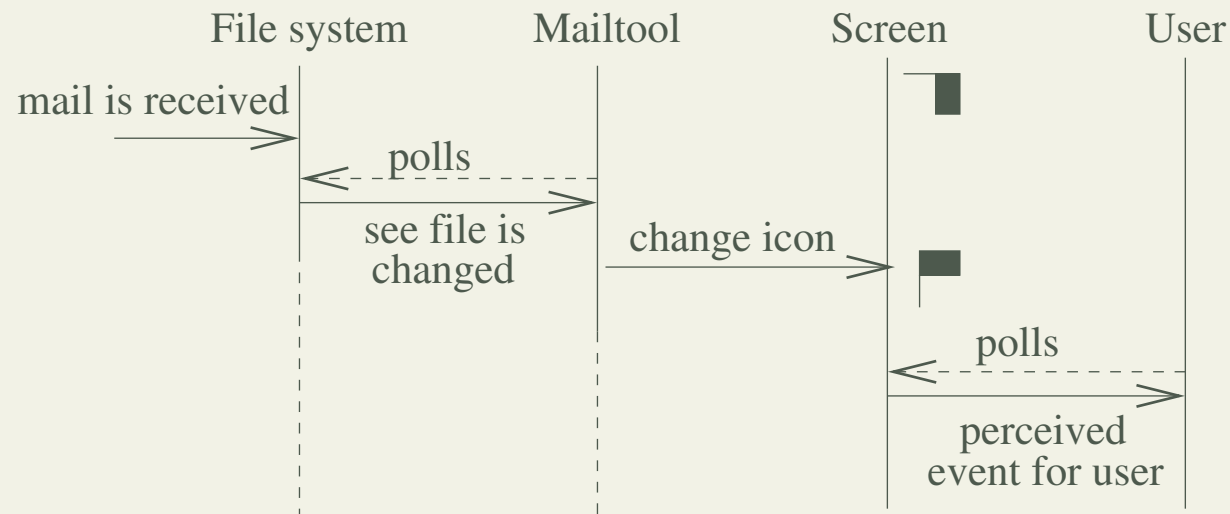 File system
Mailtool
Screen
User
mail is received
polls
see file is
changed
change icon
polls
perceived
event for user